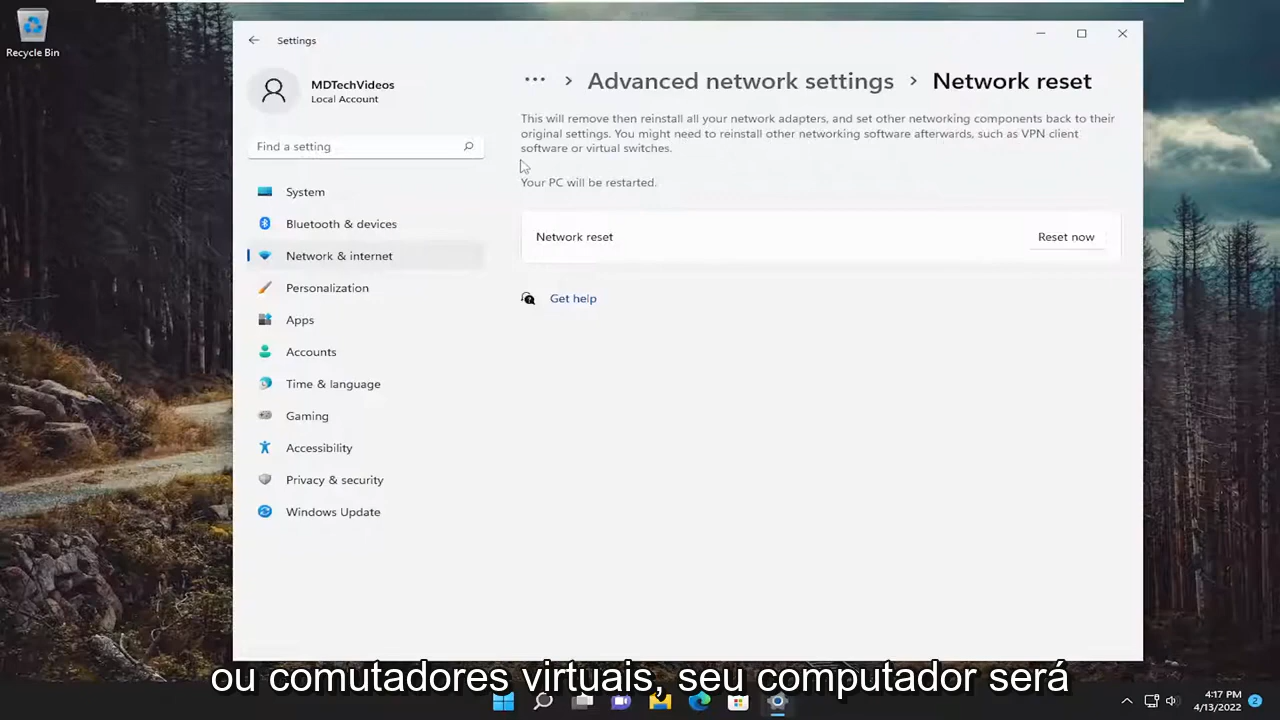 Recycle Bin
Settings
MDTechVideos
Local Account
Find a setting
System
Bluetooth & devices
Network & internet
Personalization
Apps
Accounts
Time & language
Gaming
Accessibility
Privacy & security
Windows Update
... > Advanced network settings > Network reset
This will remove then reinstall all your network adapters, and set other networking components back to their
original settings. You might need to reinstall other networking software afterwards, such as VPN client
software or virtual switches.
Your PC will be restarted.
Network reset
Reset now
Get help
ou comutadores virtuais, seu computador será
4:17 PM
4/13/2022
2